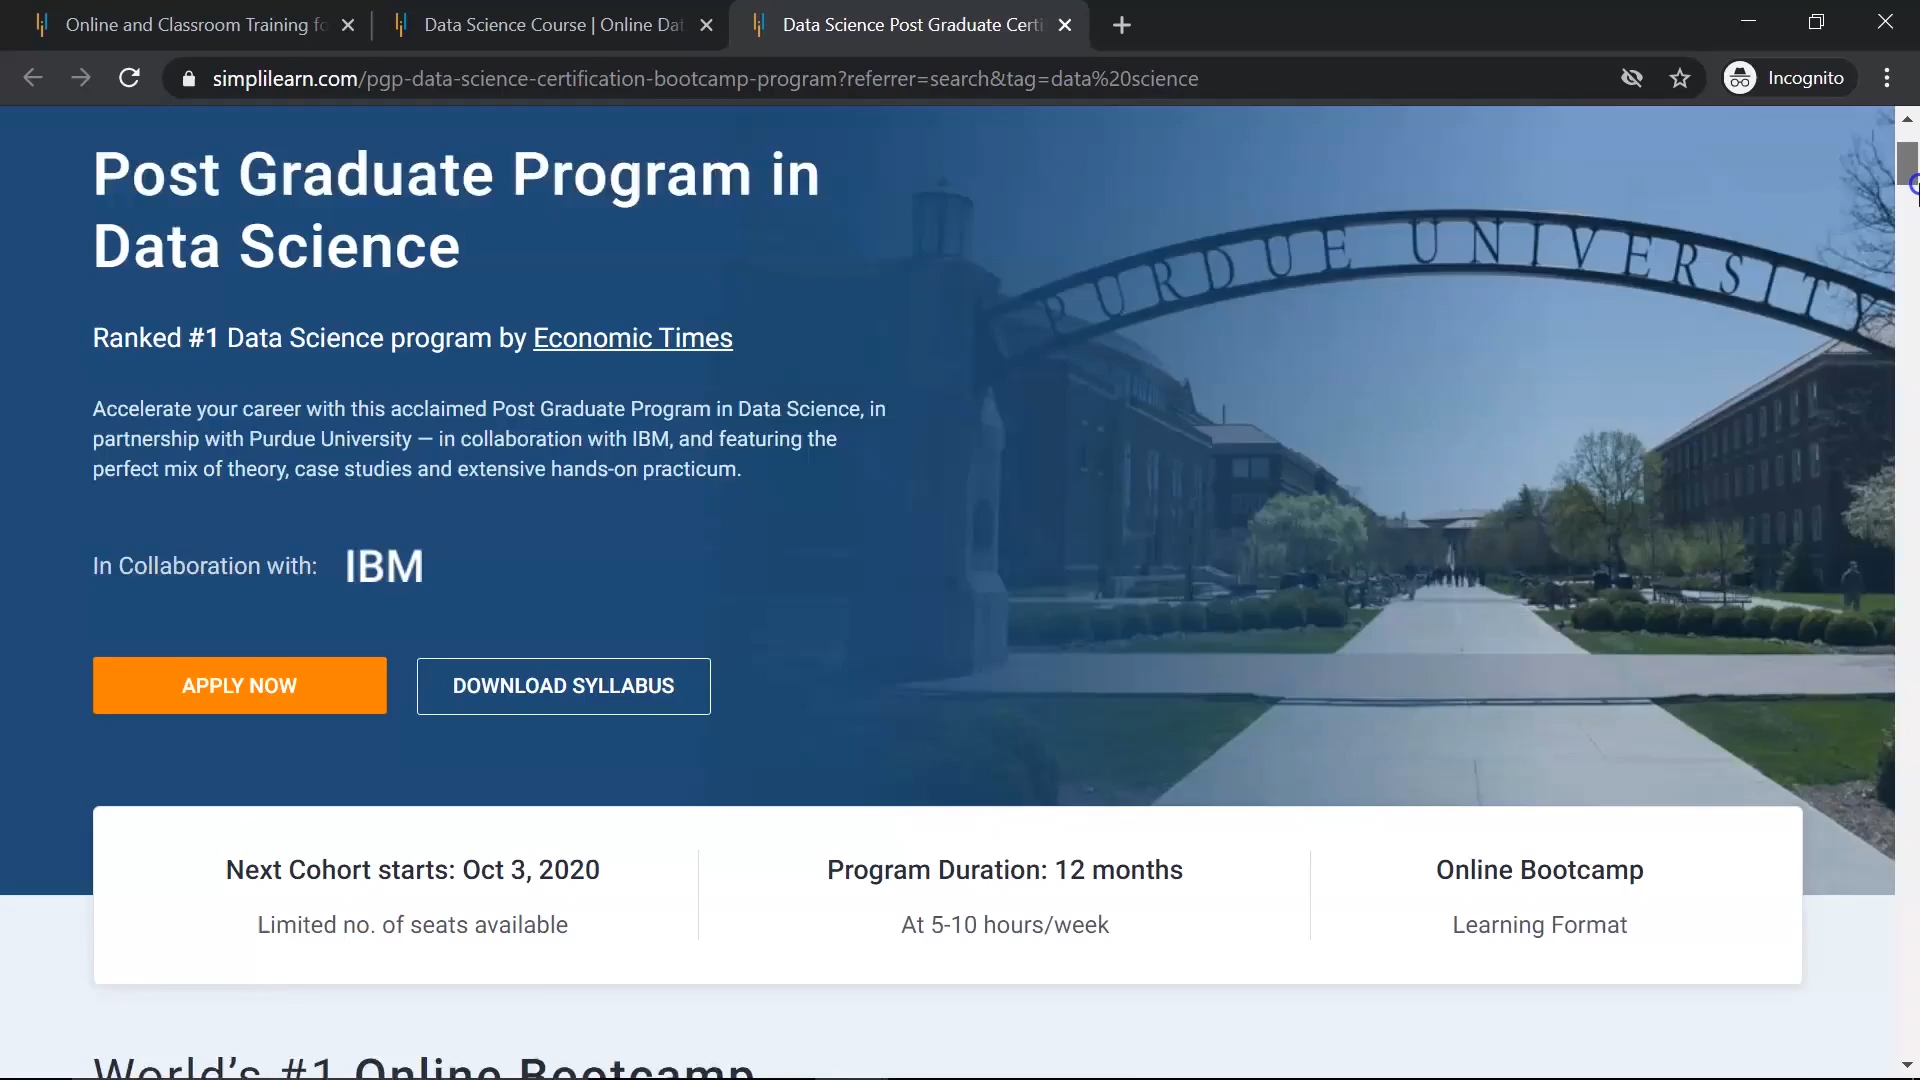 Online and Classroom Training fo
Data Science Course | Online Dat
Data Science Post Graduate Certi
simplilearn.com/pgp-data-science-certification-bootcamp-program?referrer=search&tag=data%20science
Incognito
Post Graduate Program in
Data Science
PURDUE UNIVERSITY
Ranked #1 Data Science program by Economic Times
Accelerate your career with this acclaimed Post Graduate Program in Data Science, in
partnership with Purdue University — in collaboration with IBM, and featuring the
perfect mix of theory, case studies and extensive hands-on practicum.
In Collaboration with: IBM
APPLY NOW
DOWNLOAD SYLLABUS
Next Cohort starts: Oct 3, 2020
Limited no. of seats available
Program Duration: 12 months
At 5-10 hours/week
Online Bootcamp
Learning Format
World's #1 Online Bootcamp